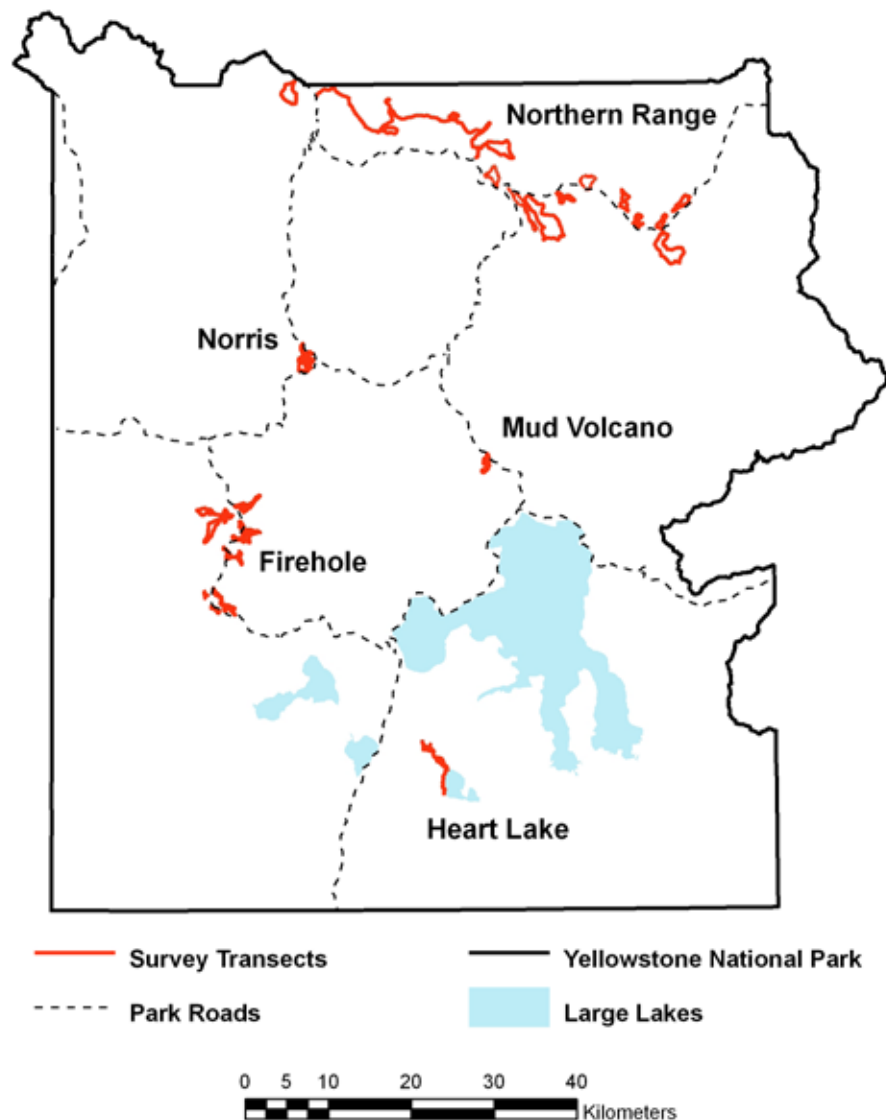 Northern Range
Norris
Mud Volcano
Firehole
Heart Lake
Survey Transects
Yellowstone National Park
Park Roads
Large Lakes
0 5 10 20 30 40
Kilometers